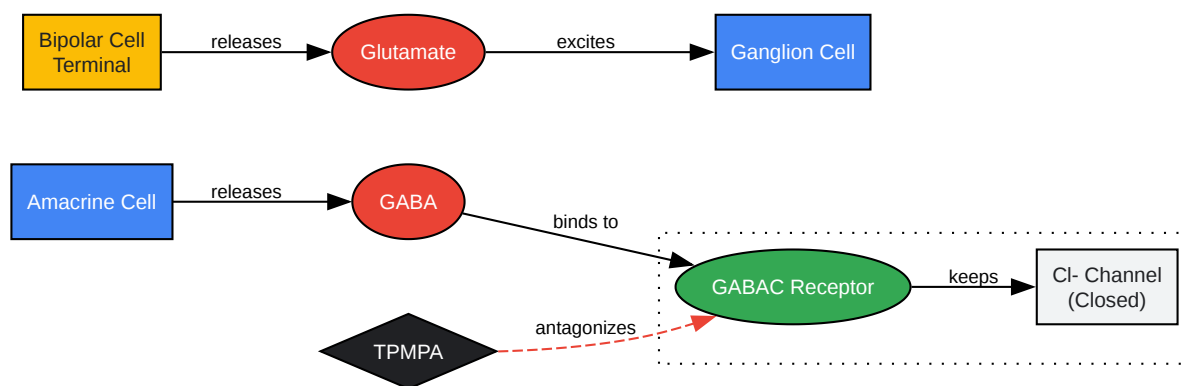 Bipolar Cell
Terminal
releases
Glutamate
excites
Ganglion Cell
Amacrine Cell
releases
GABA
binds to
GABAC Receptor
keeps
Cl- Channel
(Closed)
antagonizes
TPMPA